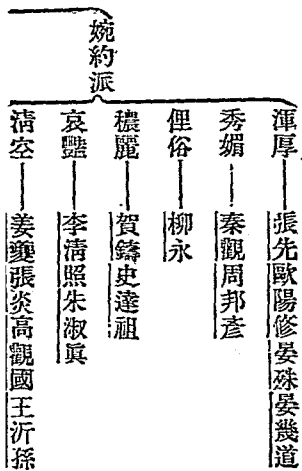 婉約派
渾厚——張先歐陽修晏殊晏幾道
秀媚——秦觀周邦彥
俚俗——柳永
穠麗——賀鑄史達祖
哀豔——李清照朱淑眞
清空——姜夔張炎高觀國王沂孫